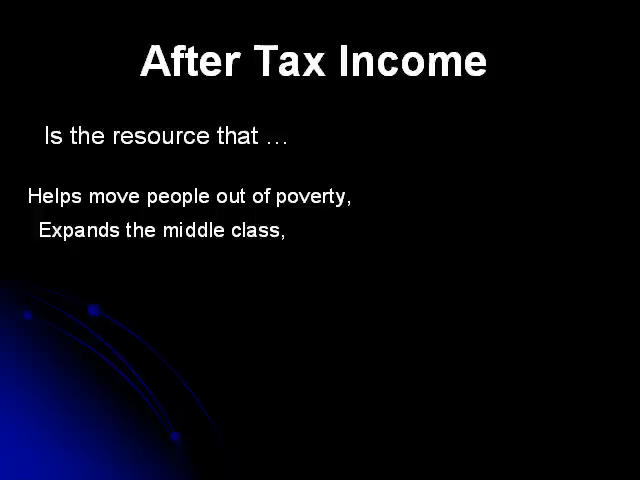 After Tax Income
Is the resource that …
Helps move people out of poverty,
Expands the middle class,